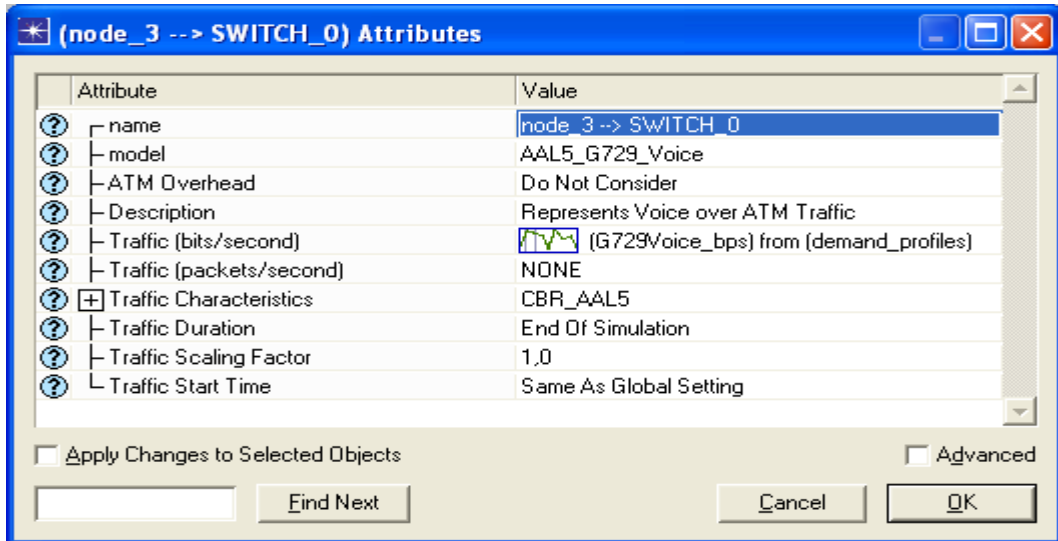 (node_3 --> SWITCH_0) Attributes
Attribute Value
name node_3 --> SWITCH_0
model AAL5_G729_Voice
ATM Overhead Do Not Consider
Description Represents Voice over ATM Traffic
Traffic (bits/second) (G729Voice_bps) from (demand_profiles)
Traffic (packets/second) NONE
Traffic Characteristics CBR_AAL5
Traffic Duration End Of Simulation
Traffic Scaling Factor 1,0
Traffic Start Time Same As Global Setting
Apply Changes to Selected Objects Advanced
Find Next Cancel OK